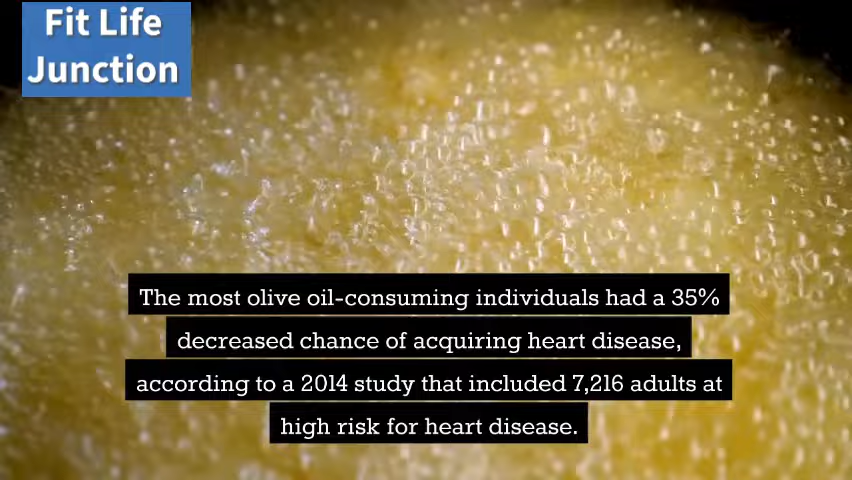 Fit Life
Junction
The most olive oil-consuming individuals had a 35%
decreased chance of acquiring heart disease,
according to a 2014 study that included 7,216 adults at
high risk for heart disease.